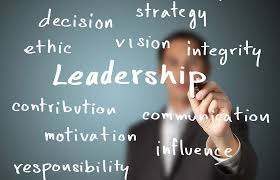 decision strategy
ethic vision integrity
Leadership
contribution communication
motivation influence
responsibility